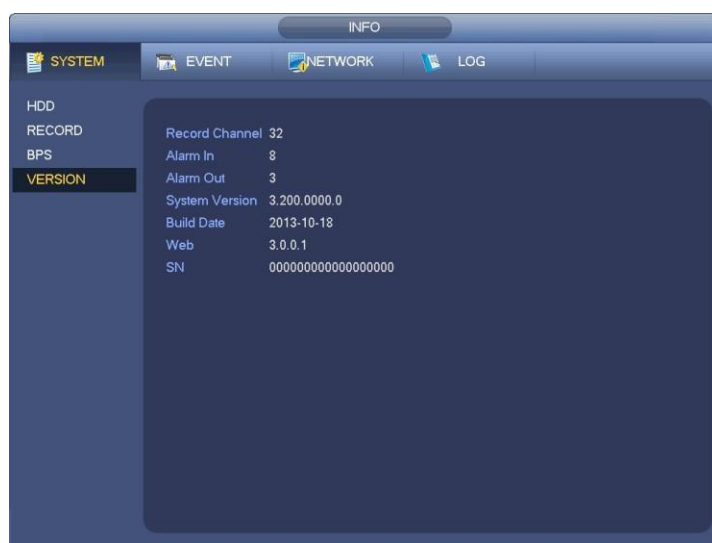 INFO
SYSTEM EVENT NETWORK LOG
HDD
RECORD
BPS
VERSION
Record Channel 32
Alarm In 8
Alarm Out 3
System Version 3.200.0000.0
Build Date 2013-10-18
Web 3.0.0.1
SN 000000000000000000